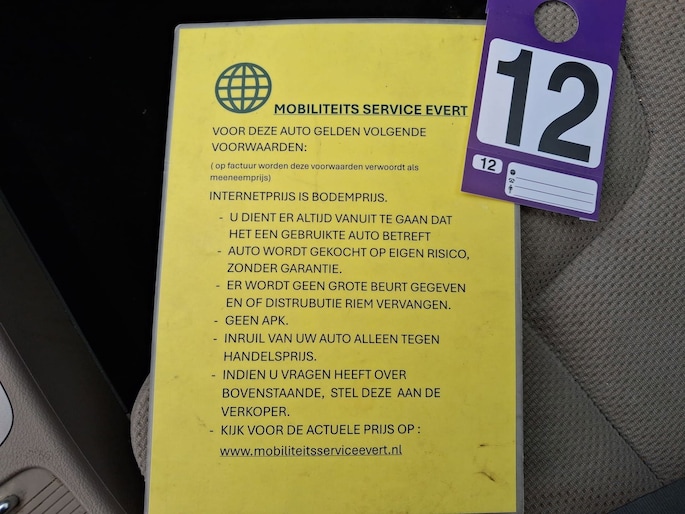 MOBILITEITS SERVICE EVERT
VOOR DEZE AUTO GELDEN VOLGENDE
VOORWAARDEN:
( op factuur worden deze voorwaarden verwoordt als
meeneemprijs)
INTERNETPRIJS IS BODEMPRIJS.
- U DIENT ER ALTIJD VANUIT TE GAAN DAT
HET EEN GEBRUIKTE AUTO BETREFT
- AUTO WORDT GEKOCHT OP EIGEN RISICO,
ZONDER GARANTIE.
- ER WORDT GEEN GROTE BEURT GEGEVEN
EN OF DISTRUBUTIE RIEM VERVANGEN.
- GEEN APK.
- INRUIL VAN UW AUTO ALLEEN TEGEN
HANDELSPRIJS.
- INDIEN U VRAGEN HEEFT OVER
BOVENSTAANDE, STEL DEZE AAN DE
VERKOPER.
- KIJK VOOR DE ACTUELE PRIJS OP :
www.mobiliteitsserviceevert.nl
12
12